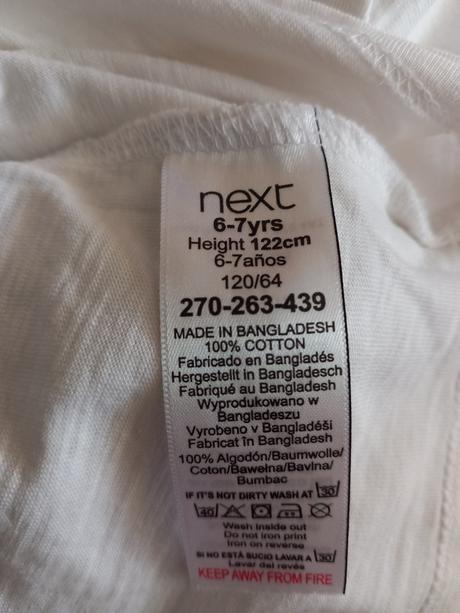 next
6-7yrs
Height 122cm
6-7años
120/64
270-263-439
MADE IN BANGLADESH
100% COTTON
Fabricado en Bangladés
Hergestellt in Bangladesch
Fabriqué au Bangladesh
Wyprodukowano w
Bangladeszu
Vyrobeno v Bangladéši
Fabricat în Bangladesh
100% Algodón/Baumwolle/
Coton/Bawełna/Bavlna/
Bumbac
IF IT'S NOT DIRTY WASH AT 30
40
Wash inside out
Do not iron print
Iron on reverse
SI NO ESTÁ SUCIO LAVAR A 30
Lavar del revés
KEEP AWAY FROM FIRE